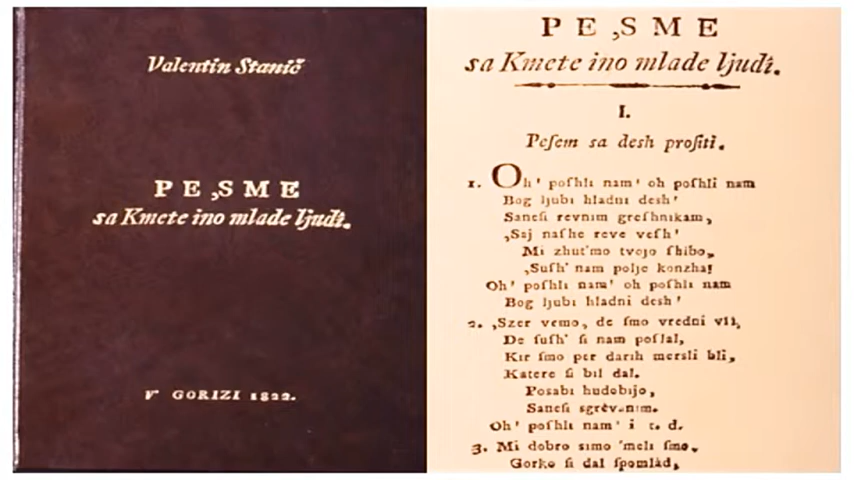 Valentin Stanič
PE,SME
sa Kmete ino mlade ljudi.
V' GORIZI 1822.
PE,SME
sa Kmete ino mlade ljudi.
I.
Peſem sa desh proſiti.
1. Oh' poſhli nam' oh poſhli nam
Bog ljubi hladni desh'
Saneſi revnim greſhnikam,
,Saj naſhe reve veſh'
Mi zhut'mo tvojo ſhibo,
,Suſh' nam polje konzha!
Oh' poſhli nam' oh poſhli nam
Bog ljubi hladni desh'
2. ,Szer vemo, de ſmo vredni vſi,
De ſuſh' ſi nam poſlal,
Kir ſmo per darih mersli bli,
Katere ſi bil dal.
Posabi hudobijo,
Saneſi sgrèvanim.
Oh' poſhli nam' i t. d.
3. Mi dobro simo 'meli ſmo,
Gorko ſi dal ſpomlàd,